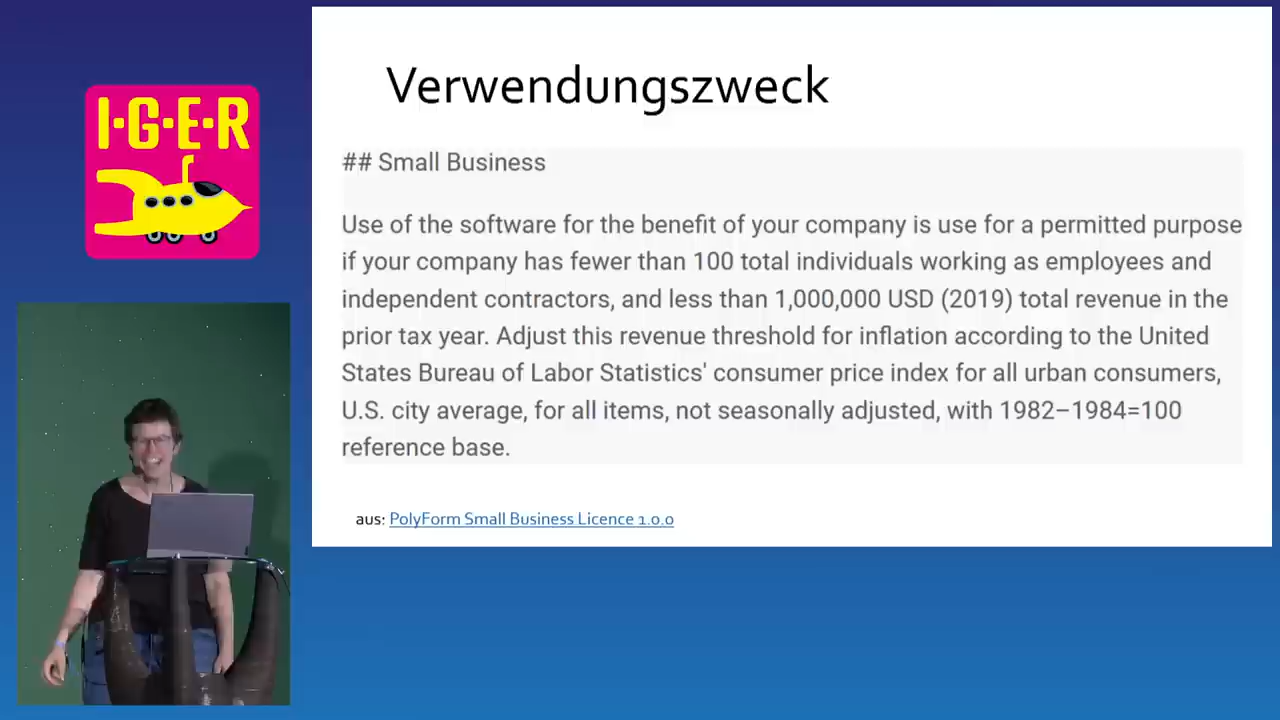 I·G·E·R
Verwendungszweck
## Small Business
Use of the software for the benefit of your company is use for a permitted purpose
if your company has fewer than 100 total individuals working as employees and
independent contractors, and less than 1,000,000 USD (2019) total revenue in the
prior tax year. Adjust this revenue threshold for inflation according to the United
States Bureau of Labor Statistics' consumer price index for all urban consumers,
U.S. city average, for all items, not seasonally adjusted, with 1982–1984=100
reference base.
aus: PolyForm Small Business Licence 1.0.0